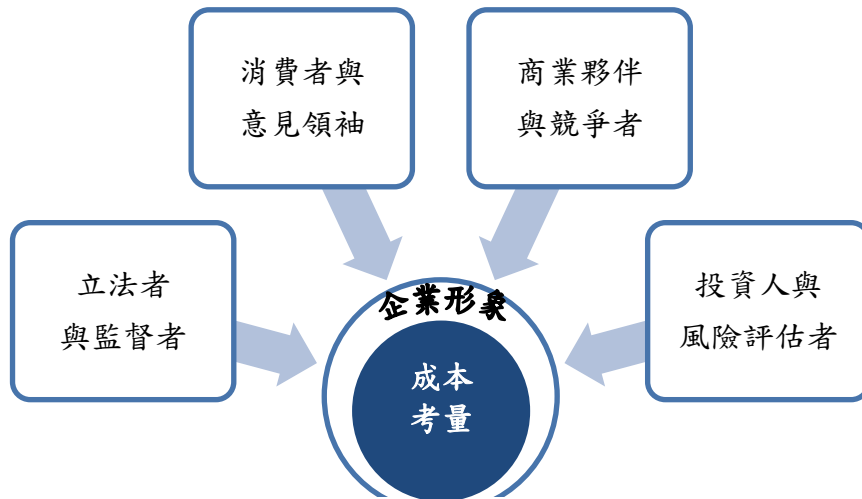 消費者與
意見領袖
商業夥伴
與競爭者
立法者
與監督者
投資人與
風險評估者
企業形象
成本
考量